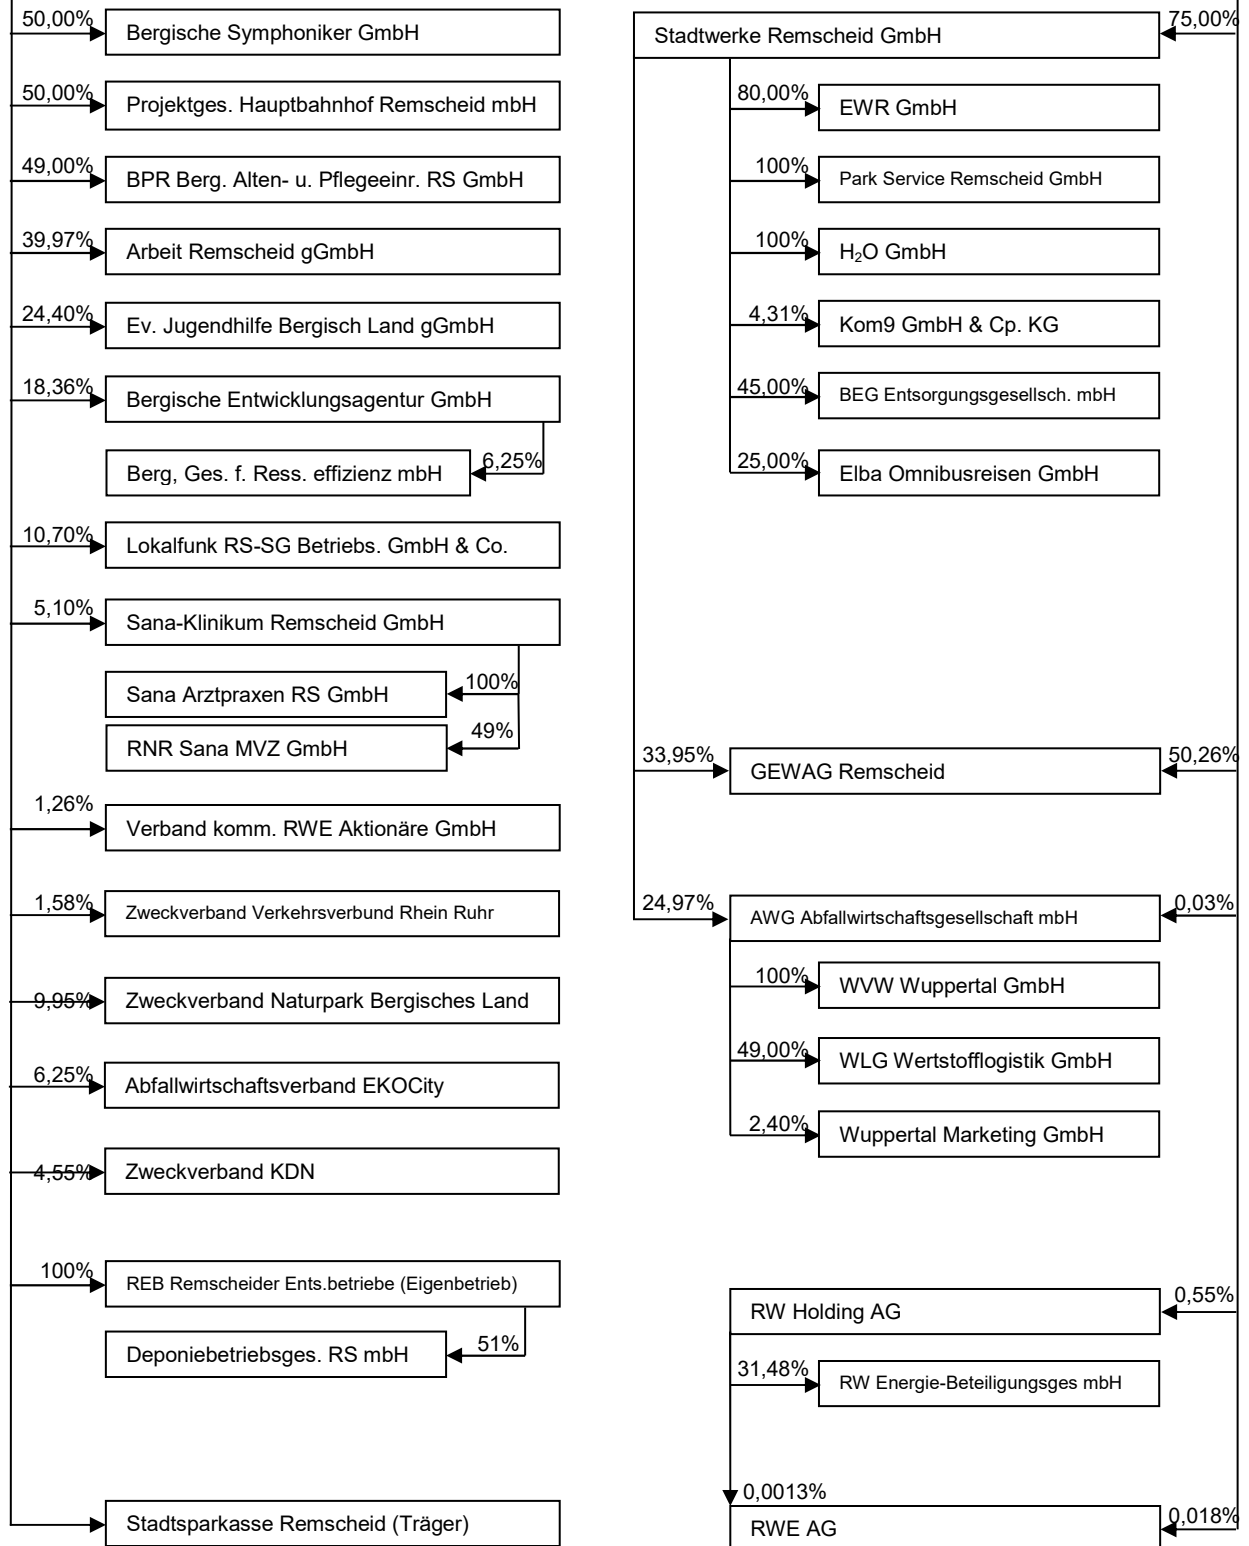 50,00%
Bergische Symphoniker GmbH
50,00%
Projektges. Hauptbahnhof Remscheid mbH
49,00%
BPR Berg. Alten- u. Pflegeeinr. RS GmbH
39,97%
Arbeit Remscheid gGmbH
24,40%
Ev. Jugendhilfe Bergisch Land gGmbH
18,36%
Bergische Entwicklungsagentur GmbH
Berg, Ges. f. Ress. effizienz mbH
6,25%
10,70%
Lokalfunk RS-SG Betriebs. GmbH & Co.
5,10%
Sana-Klinikum Remscheid GmbH
Sana Arztpraxen RS GmbH
100%
RNR Sana MVZ GmbH
49%
1,26%
Verband komm. RWE Aktionäre GmbH
1,58%
Zweckverband Verkehrsverbund Rhein Ruhr
9,95%
Zweckverband Naturpark Bergisches Land
6,25%
Abfallwirtschaftsverband EKOCity
4,55%
Zweckverband KDN
100%
REB Remscheider Ents.betriebe (Eigenbetrieb)
Deponiebetriebsges. RS mbH
51%
Stadtsparkasse Remscheid (Träger)
Stadtwerke Remscheid GmbH
75,00%
80,00%
EWR GmbH
100%
Park Service Remscheid GmbH
100%
H₂O GmbH
4,31%
Kom9 GmbH & Cp. KG
45,00%
BEG Entsorgungsgesellsch. mbH
25,00%
Elba Omnibusreisen GmbH
33,95%
GEWAG Remscheid
50,26%
24,97%
AWG Abfallwirtschaftsgesellschaft mbH
0,03%
100%
WVW Wuppertal GmbH
49,00%
WLG Wertstofflogistik GmbH
2,40%
Wuppertal Marketing GmbH
RW Holding AG
0,55%
31,48%
RW Energie-Beteiligungsges mbH
0,0013%
RWE AG
0,018%